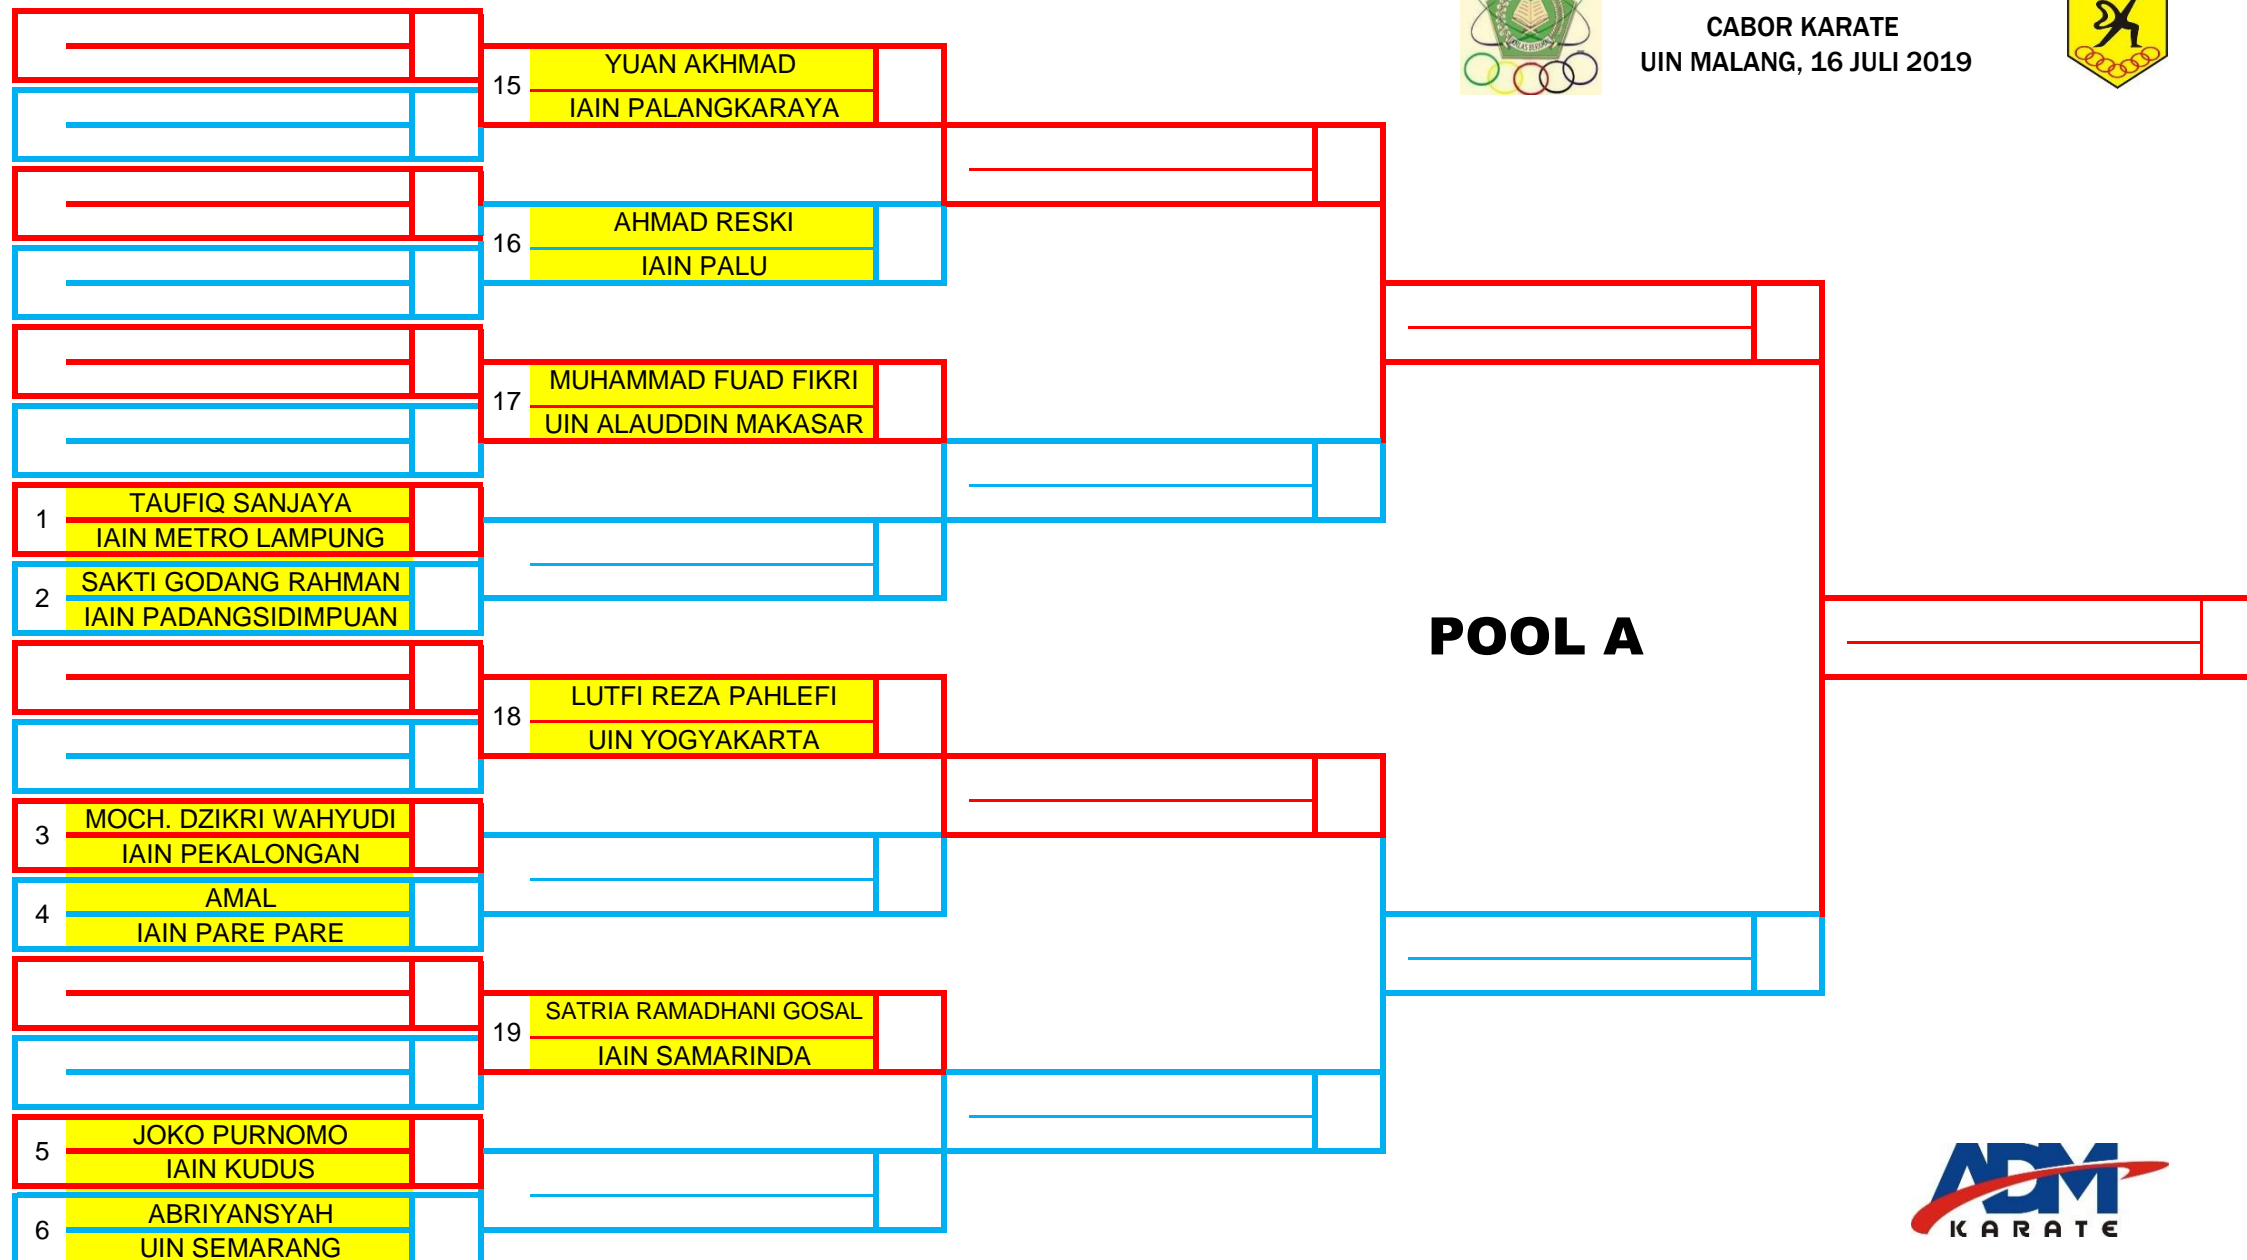 CABOR KARATE
UIN MALANG, 16 JULI 2019
15
YUAN AKHMAD
IAIN PALANGKARAYA
16
AHMAD RESKI
IAIN PALU
17
MUHAMMAD FUAD FIKRI
UIN ALAUDDIN MAKASAR
1
TAUFIQ SANJAYA
IAIN METRO LAMPUNG
2
SAKTI GODANG RAHMAN
IAIN PADANGSIDIMPUAN
POOL A
18
LUTFI REZA PAHLEFI
UIN YOGYAKARTA
3
MOCH. DZIKRI WAHYUDI
IAIN PEKALONGAN
4
AMAL
IAIN PARE PARE
19
SATRIA RAMADHANI GOSAL
IAIN SAMARINDA
5
JOKO PURNOMO
IAIN KUDUS
6
ABRIYANSYAH
UIN SEMARANG
ADM
KARATE